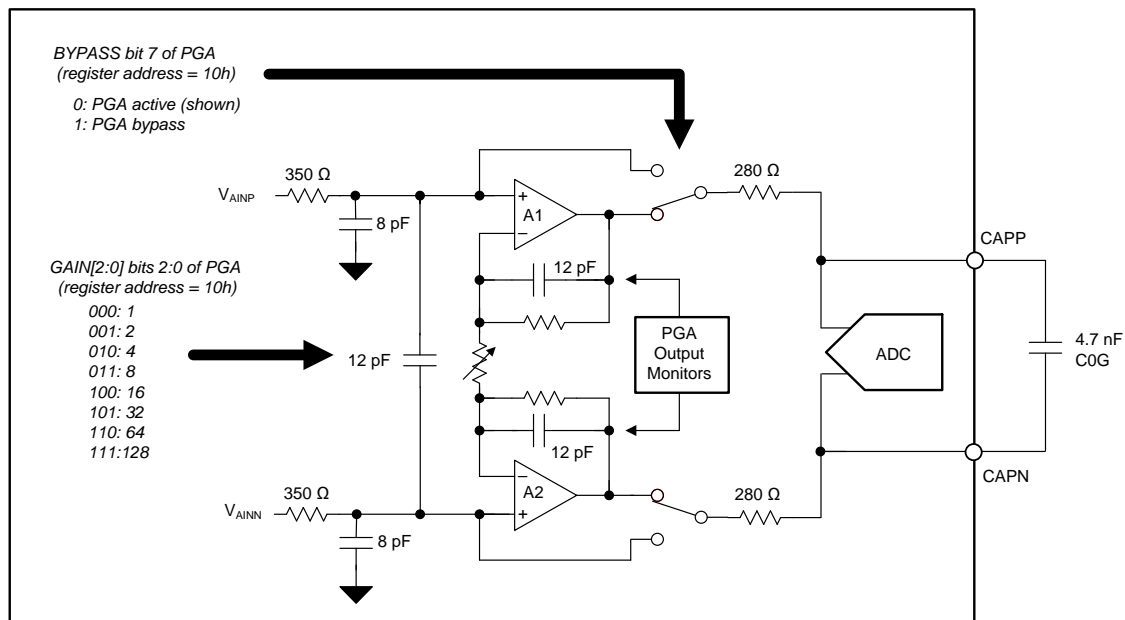 BYPASS bit 7 of PGA
(register address = 10h)
0: PGA active (shown)
1: PGA bypass
350 Ω
V_AINP
8 pF
+
A1
−
280 Ω
CAPP
12 pF
GAIN[2:0] bits 2:0 of PGA
(register address = 10h)
000: 1
001: 2
010: 4
011: 8
100: 16
101: 32
110: 64
111:128
12 pF
PGA
Output
Monitors
ADC
4.7 nF
C0G
12 pF
−
A2
+
350 Ω
V_AINN
8 pF
280 Ω
CAPN